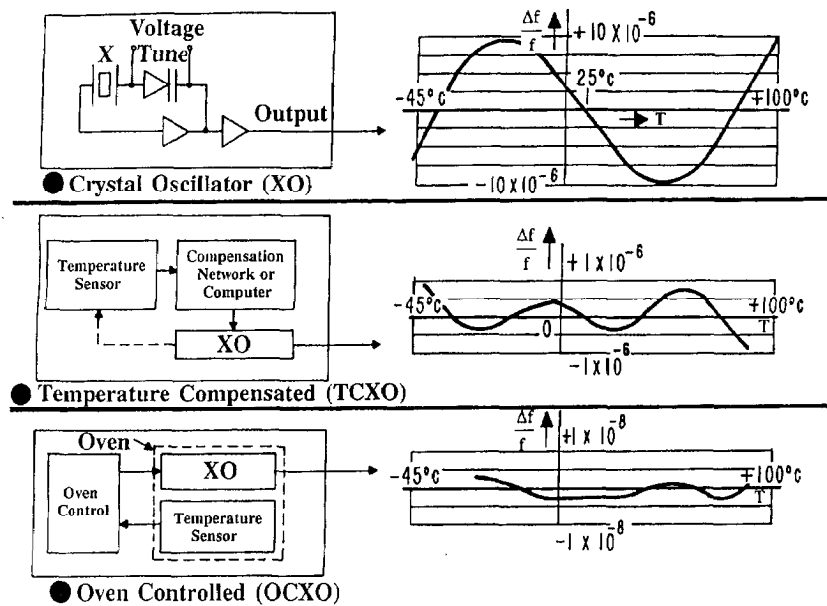 Voltage
Tune
X
Output
Crystal Oscillator (XO)
Δf
f
+10 X 10⁻⁶
25°c
-45°c
+100°c
T
-10 X 10⁻⁶
Temperature
Sensor
Compensation
Network or
Computer
XO
Temperature Compensated (TCXO)
Δf
f
+1 X 10⁻⁶
-45°c
+100°c
0
T
-1 X 10⁻⁶
Oven
Oven
Control
XO
Temperature
Sensor
Oven Controlled (OCXO)
Δf
f
+1 X 10⁻⁸
-45°c
+100°c
T
-1 X 10⁻⁸